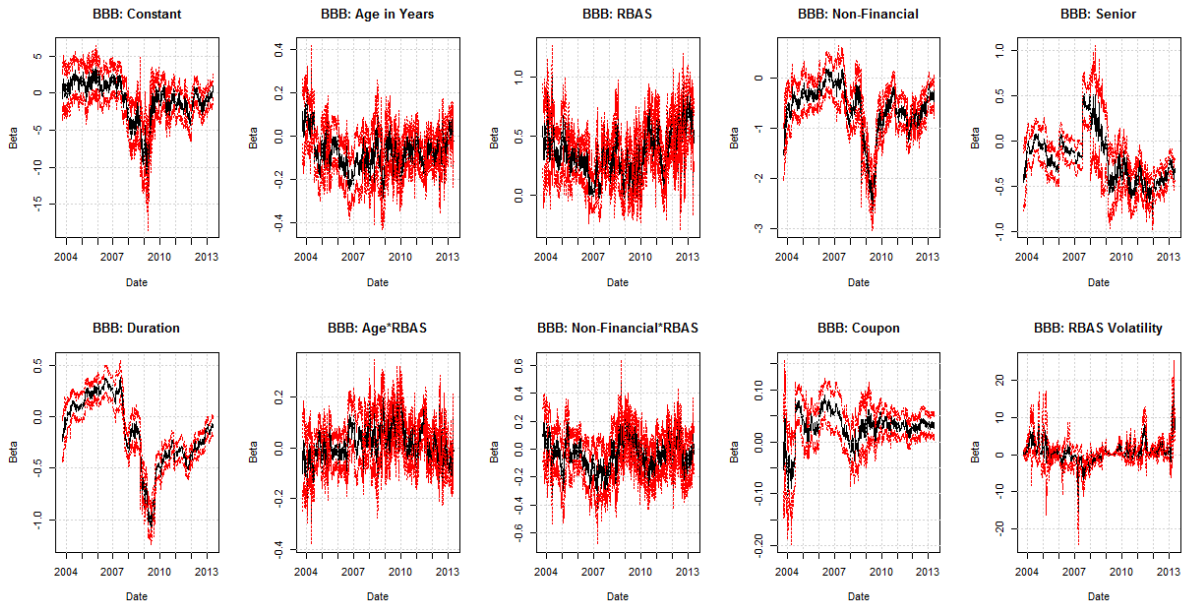 BBB: Constant
BBB: Age in Years
BBB: RBAS
BBB: Non-Financial
BBB: Senior
Beta
5
0
-5
-10
-15
2004 2007 2010 2013
Date
Beta
0.4
0.2
0.0
-0.2
-0.4
2004 2007 2010 2013
Date
Beta
1.0
0.5
0.0
2004 2007 2010 2013
Date
Beta
0
-1
-2
-3
2004 2007 2010 2013
Date
Beta
1.0
0.5
0.0
-0.5
-1.0
2004 2007 2010 2013
Date
BBB: Duration
BBB: Age*RBAS
BBB: Non-Financial*RBAS
BBB: Coupon
BBB: RBAS Volatility
Beta
0.5
0.0
-0.5
-1.0
2004 2007 2010 2013
Date
Beta
0.2
0.0
-0.2
-0.4
2004 2007 2010 2013
Date
Beta
0.6
0.4
0.2
0.0
-0.2
-0.4
-0.6
2004 2007 2010 2013
Date
Beta
0.10
0.00
-0.10
-0.20
2004 2007 2010 2013
Date
Beta
20
10
0
-10
-20
2004 2007 2010 2013
Date